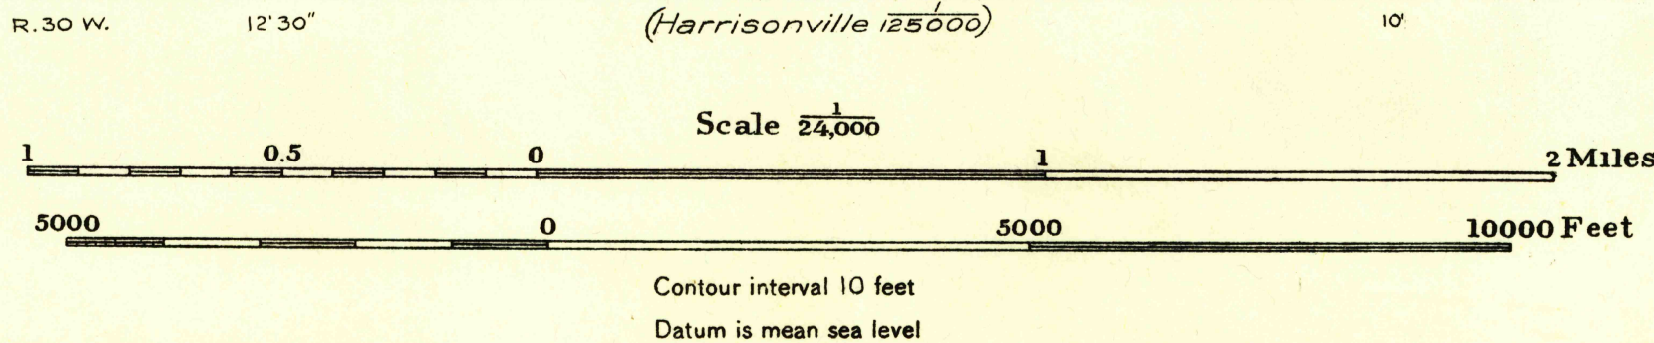 R.30 W. 12'30" (Harrisonville 1/125000) 10'
Scale 1/24,000
1 0.5 0 1 2 Miles
5000 0 5000 10000 Feet
Contour interval 10 feet
Datum is mean sea level